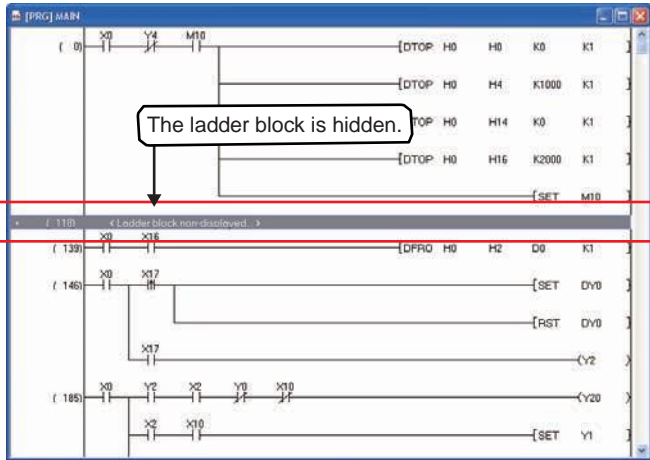 [PRG] MAIN
X0 Y4 M10
( 0) [DTOP H0 H0 K0 K1 ]
[DTOP H0 H4 K1000 K1 ]
The ladder block is hidden.
TOP H0 H14 K0 K1 ]
[DTOP H0 H16 K2000 K1 ]
[SET M10 ]
( 118) < Ladder block non-displayed.. >
X0 X16
( 139) [DFRO H0 H2 D0 K1 ]
X0 X17
( 146) [SET DY0 ]
[RST DY0 ]
X17
(Y2 )
X0 Y2 X2 Y0 X10
( 185) (Y20 )
X2 X10
[SET Y1 ]